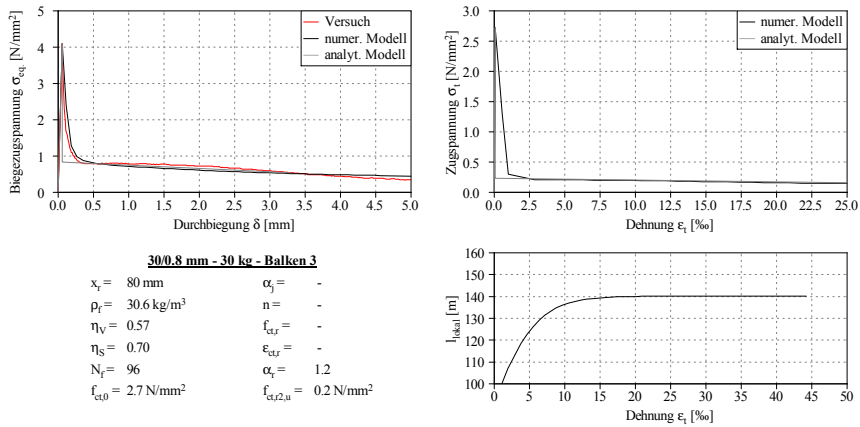 5
4
3
2
1
0
Biegezugspannung σeq. [N/mm²]
Versuch
numer. Modell
analyt. Modell
0.0 0.5 1.0 1.5 2.0 2.5 3.0 3.5 4.0 4.5 5.0
Durchbiegung δ [mm]
3.0
2.5
2.0
1.5
1.0
0.5
0.0
Zugspannung σt [N/mm²]
numer. Modell
analyt. Modell
0.0 2.5 5.0 7.5 10.0 12.5 15.0 17.5 20.0 22.5 25.0
Dehnung εt [‰]
30/0.8 mm - 30 kg - Balken 3
xr = 80 mm αj = -
ρf = 30.6 kg/m³ n = -
ηV = 0.57 fct,r = -
ηS = 0.70 εct,r = -
Nf = 96 αr = 1.2
fct,0 = 2.7 N/mm² fct,r2,u = 0.2 N/mm²
160
150
140
130
120
110
100
llokal [m]
0 5 10 15 20 25 30 35 40 45 50
Dehnung εt [‰]